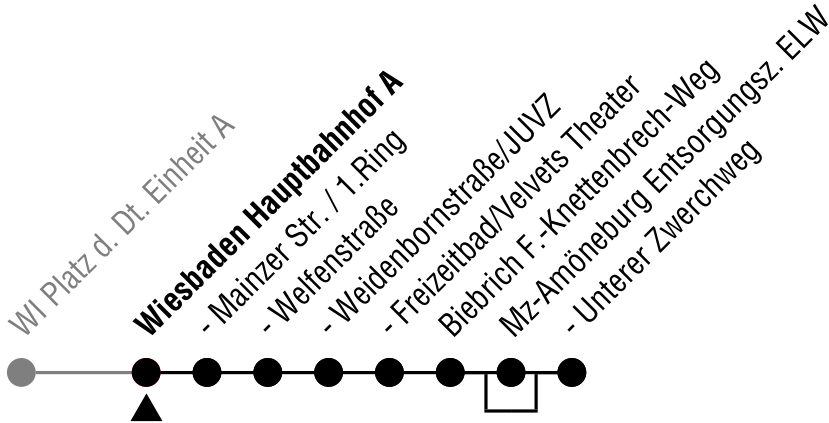 WI Platz d. Dt. Einheit A
Wiesbaden Hauptbahnhof A
- Mainzer Str. / 1.Ring
- Welfenstraße
- Weidenbornstraße/JUVZ
- Freizeitbad/Velvets Theater
Biebrich F.-Knettenbrech-Weg
Mz-Amöneburg Entsorgungsz. ELW
- Unterer Zwerchweg